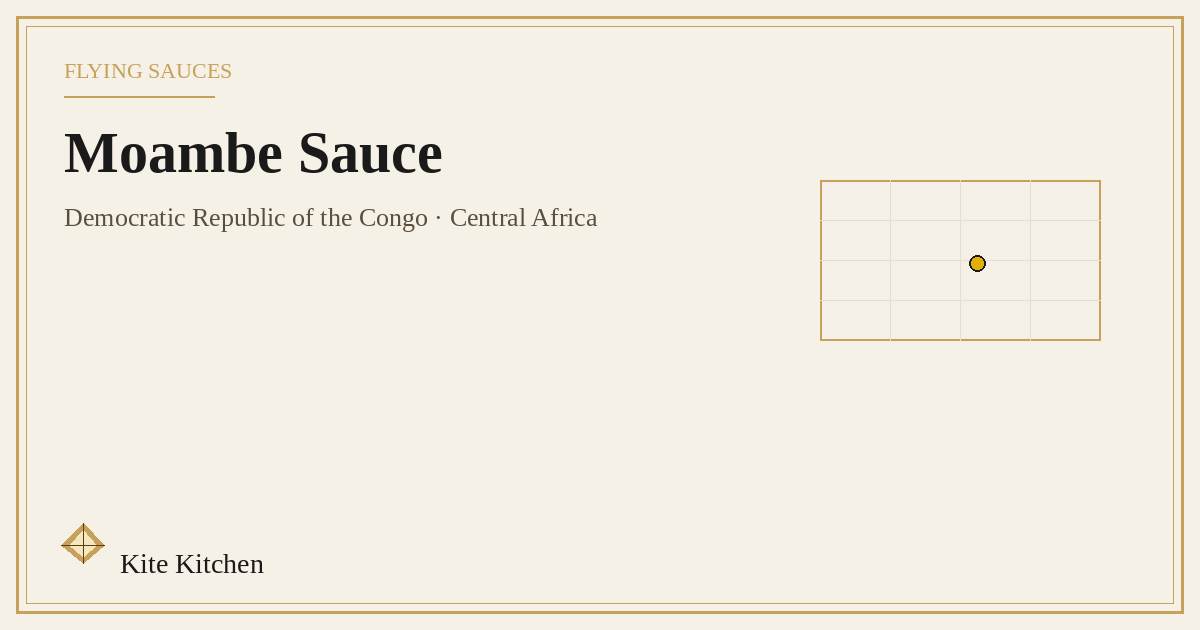 FLYING SAUCES
Moambe Sauce
Democratic Republic of the Congo · Central Africa
Kite Kitchen